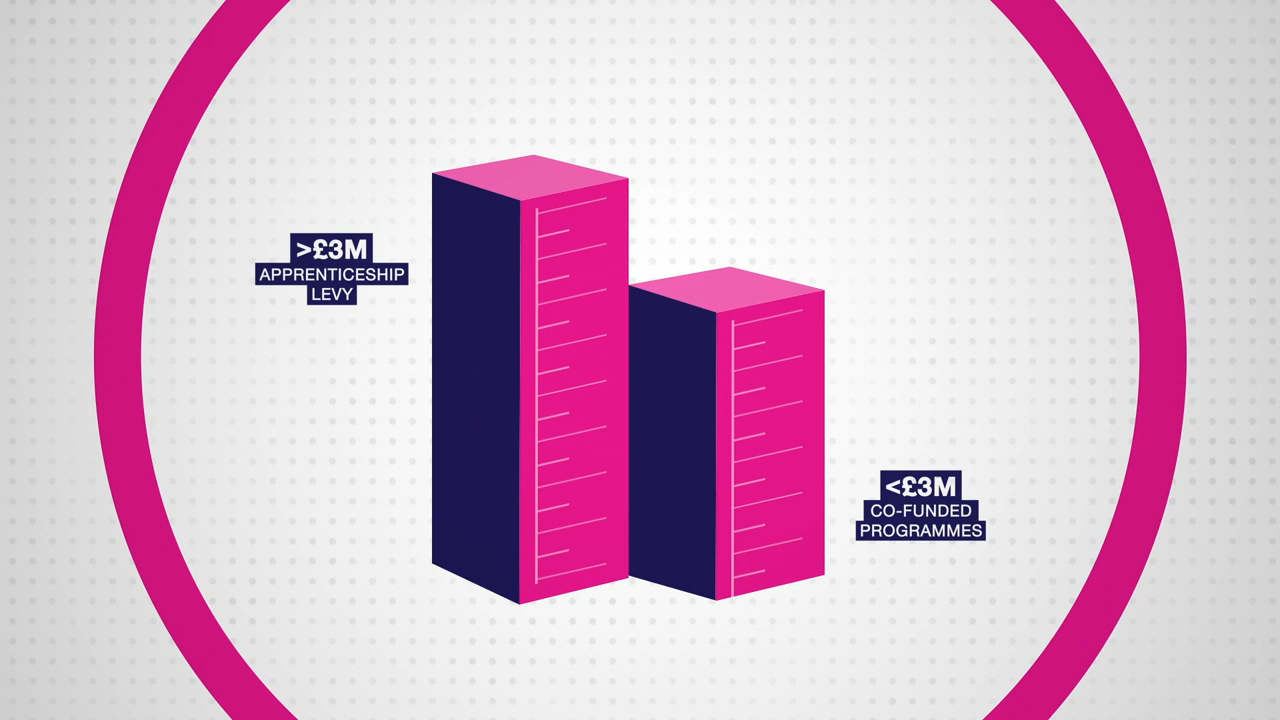 >£3M
APPRENTICESHIP
LEVY
<£3M
CO-FUNDED
PROGRAMMES